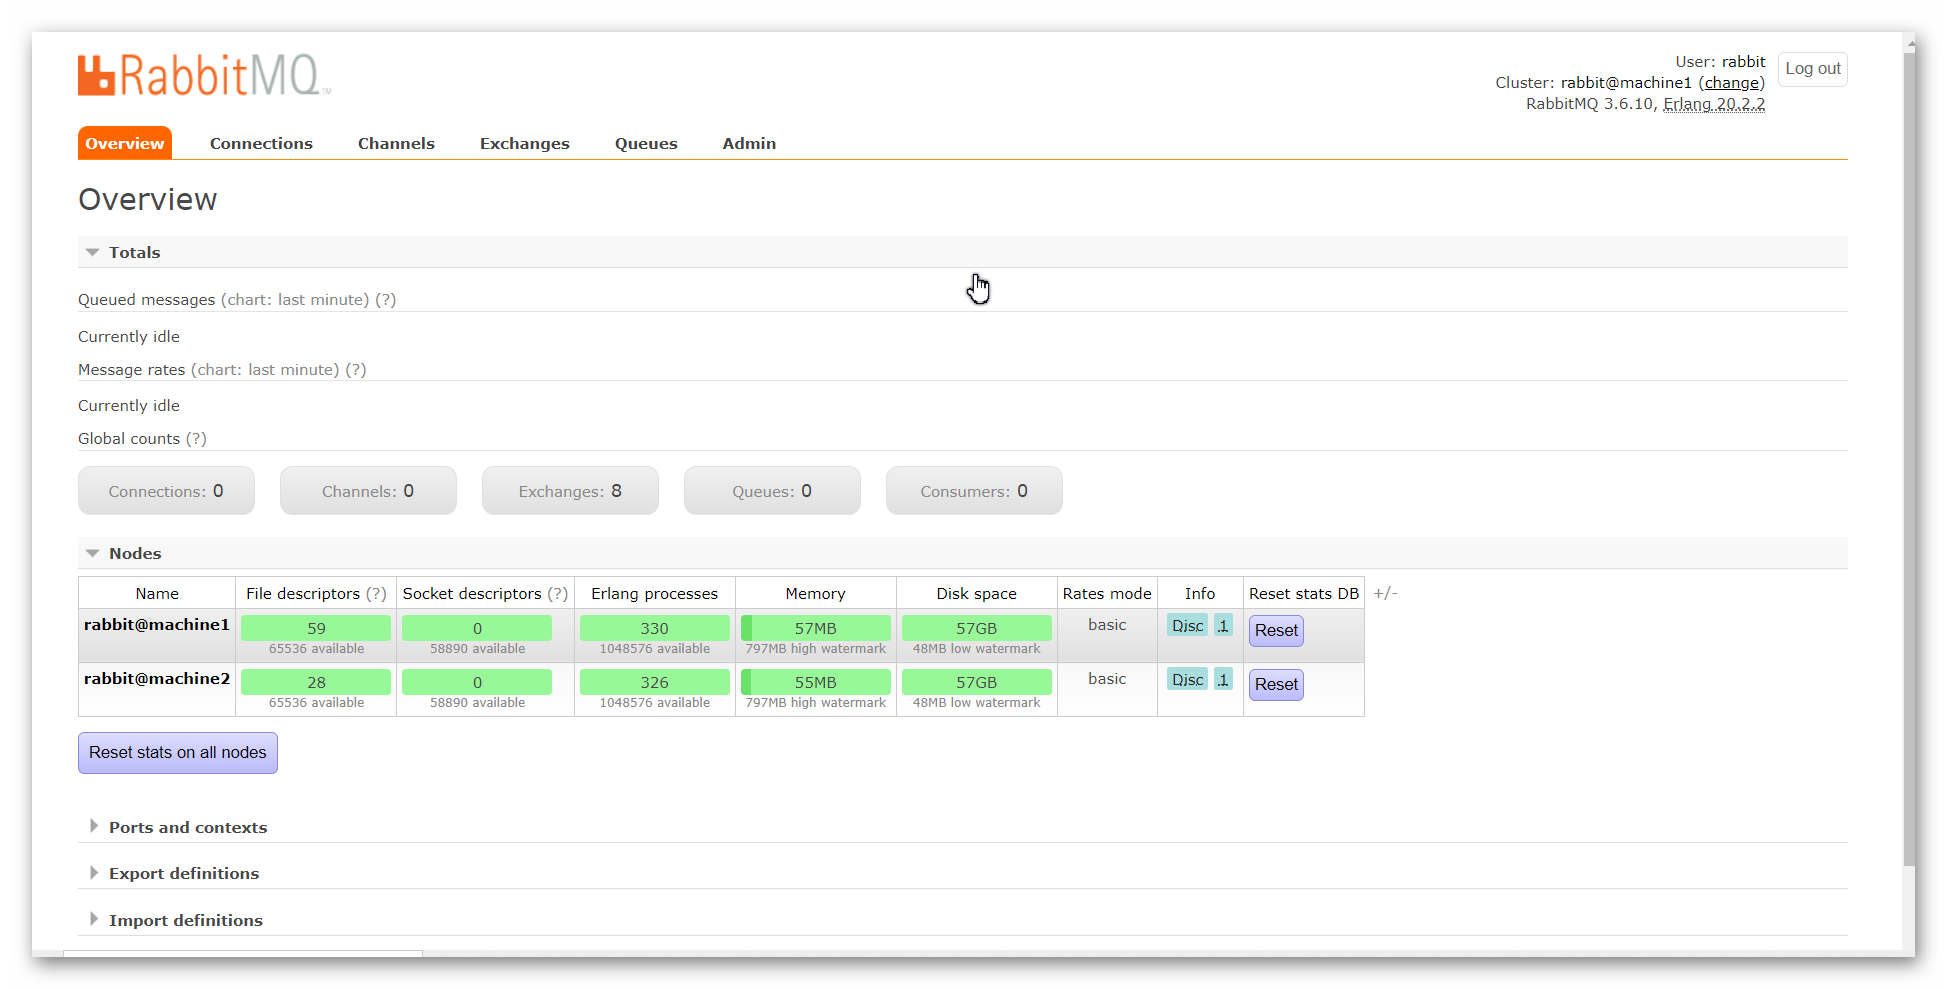 RabbitMQ TM
User: rabbit
Cluster: rabbit@machine1 (change)
RabbitMQ 3.6.10, Erlang 20.2.2
Log out
Overview Connections Channels Exchanges Queues Admin
Overview
Totals
Queued messages (chart: last minute) (?)
Currently idle
Message rates (chart: last minute) (?)
Currently idle
Global counts (?)
Connections: 0 Channels: 0 Exchanges: 8 Queues: 0 Consumers: 0
Nodes
Name File descriptors (?) Socket descriptors (?) Erlang processes Memory Disk space Rates mode Info Reset stats DB +/-
rabbit@machine1 59 0 330 57MB 57GB basic Disc 1 Reset
65536 available 58890 available 1048576 available 797MB high watermark 48MB low watermark
rabbit@machine2 28 0 326 55MB 57GB basic Disc 1 Reset
65536 available 58890 available 1048576 available 797MB high watermark 48MB low watermark
Reset stats on all nodes
Ports and contexts
Export definitions
Import definitions